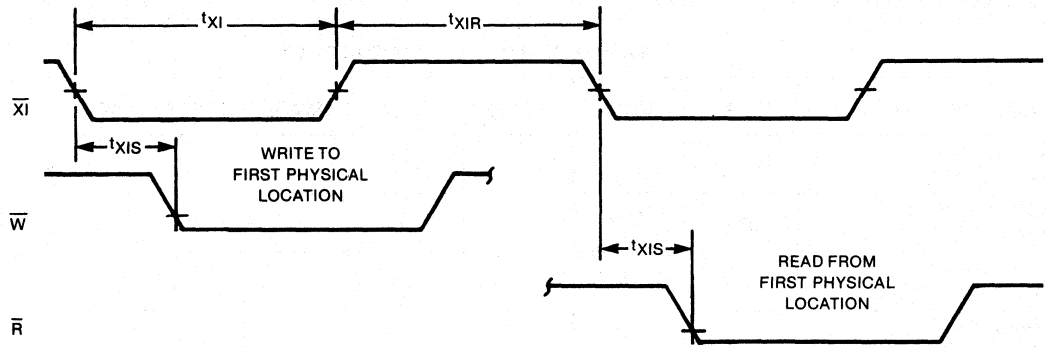 tXI
tXIR
XI
tXIS
WRITE TO
FIRST PHYSICAL
LOCATION
W
tXIS
READ FROM
FIRST PHYSICAL
LOCATION
R